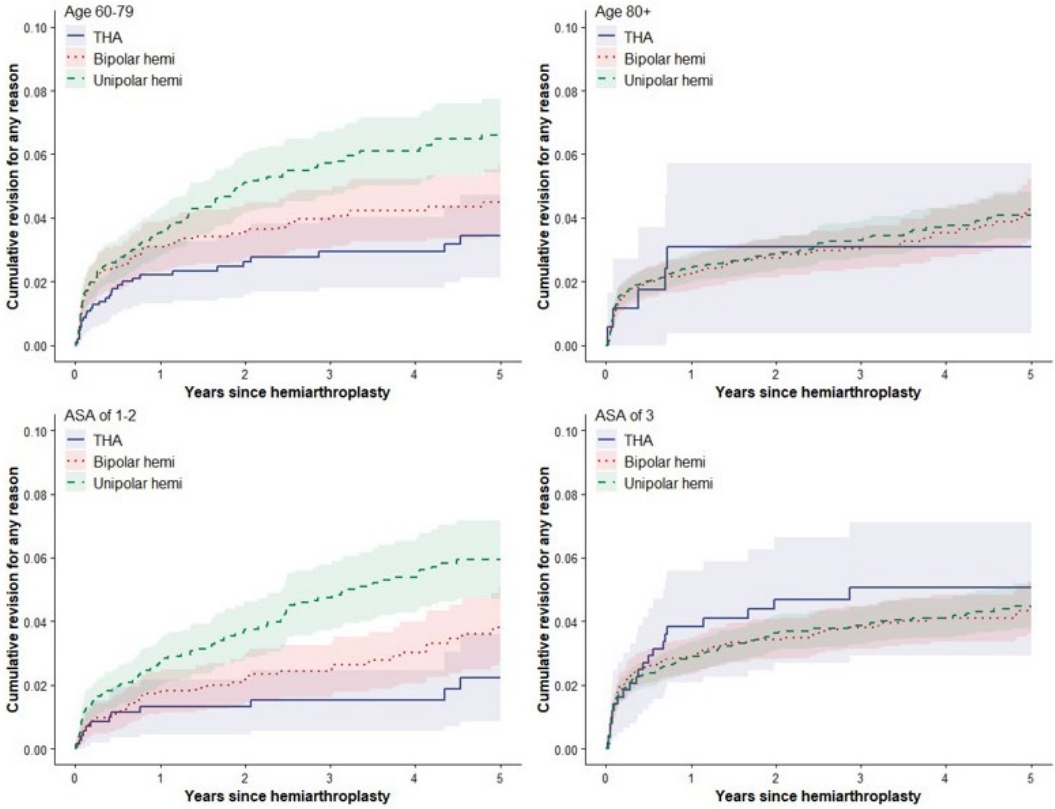 Age 60-79
THA
Bipolar hemi
Unipolar hemi
Cumulative revision for any reason
0.10
0.08
0.06
0.04
0.02
0.00
0 1 2 3 4 5
Years since hemiarthroplasty
Age 80+
THA
Bipolar hemi
Unipolar hemi
Cumulative revision for any reason
0.10
0.08
0.06
0.04
0.02
0.00
0 1 2 3 4 5
Years since hemiarthroplasty
ASA of 1-2
THA
Bipolar hemi
Unipolar hemi
Cumulative revision for any reason
0.10
0.08
0.06
0.04
0.02
0.00
0 1 2 3 4 5
Years since hemiarthroplasty
ASA of 3
THA
Bipolar hemi
Unipolar hemi
Cumulative revision for any reason
0.10
0.08
0.06
0.04
0.02
0.00
0 1 2 3 4 5
Years since hemiarthroplasty